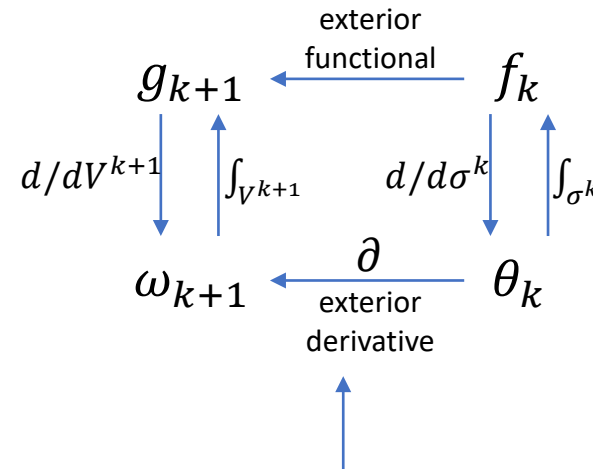 exterior
functional
g_{k+1} f_k
d/dV^{k+1} ∫_{V^{k+1}} d/dσ^k ∫_{σ^k}
∂
ω_{k+1} θ_k
exterior
derivative